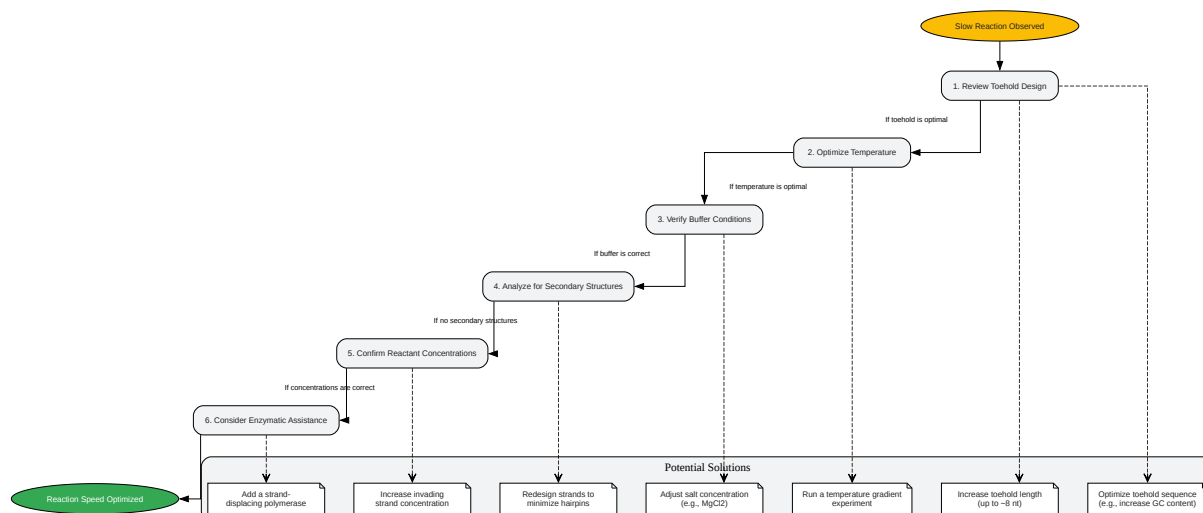 Slow Reaction Observed
1. Review Toehold Design
If toehold is optimal
2. Optimize Temperature
If temperature is optimal
3. Verify Buffer Conditions
If buffer is correct
4. Analyze for Secondary Structures
If no secondary structures
5. Confirm Reactant Concentrations
If concentrations are correct
6. Consider Enzymatic Assistance
Potential Solutions
Reaction Speed Optimized
Add a strand-
displacing polymerase
Increase invading
strand concentration
Redesign strands to
minimize hairpins
Adjust salt concentration
(e.g., MgCl2)
Run a temperature gradient
experiment
Increase toehold length
(up to ~8 nt)
Optimize toehold sequence
(e.g., increase GC content)